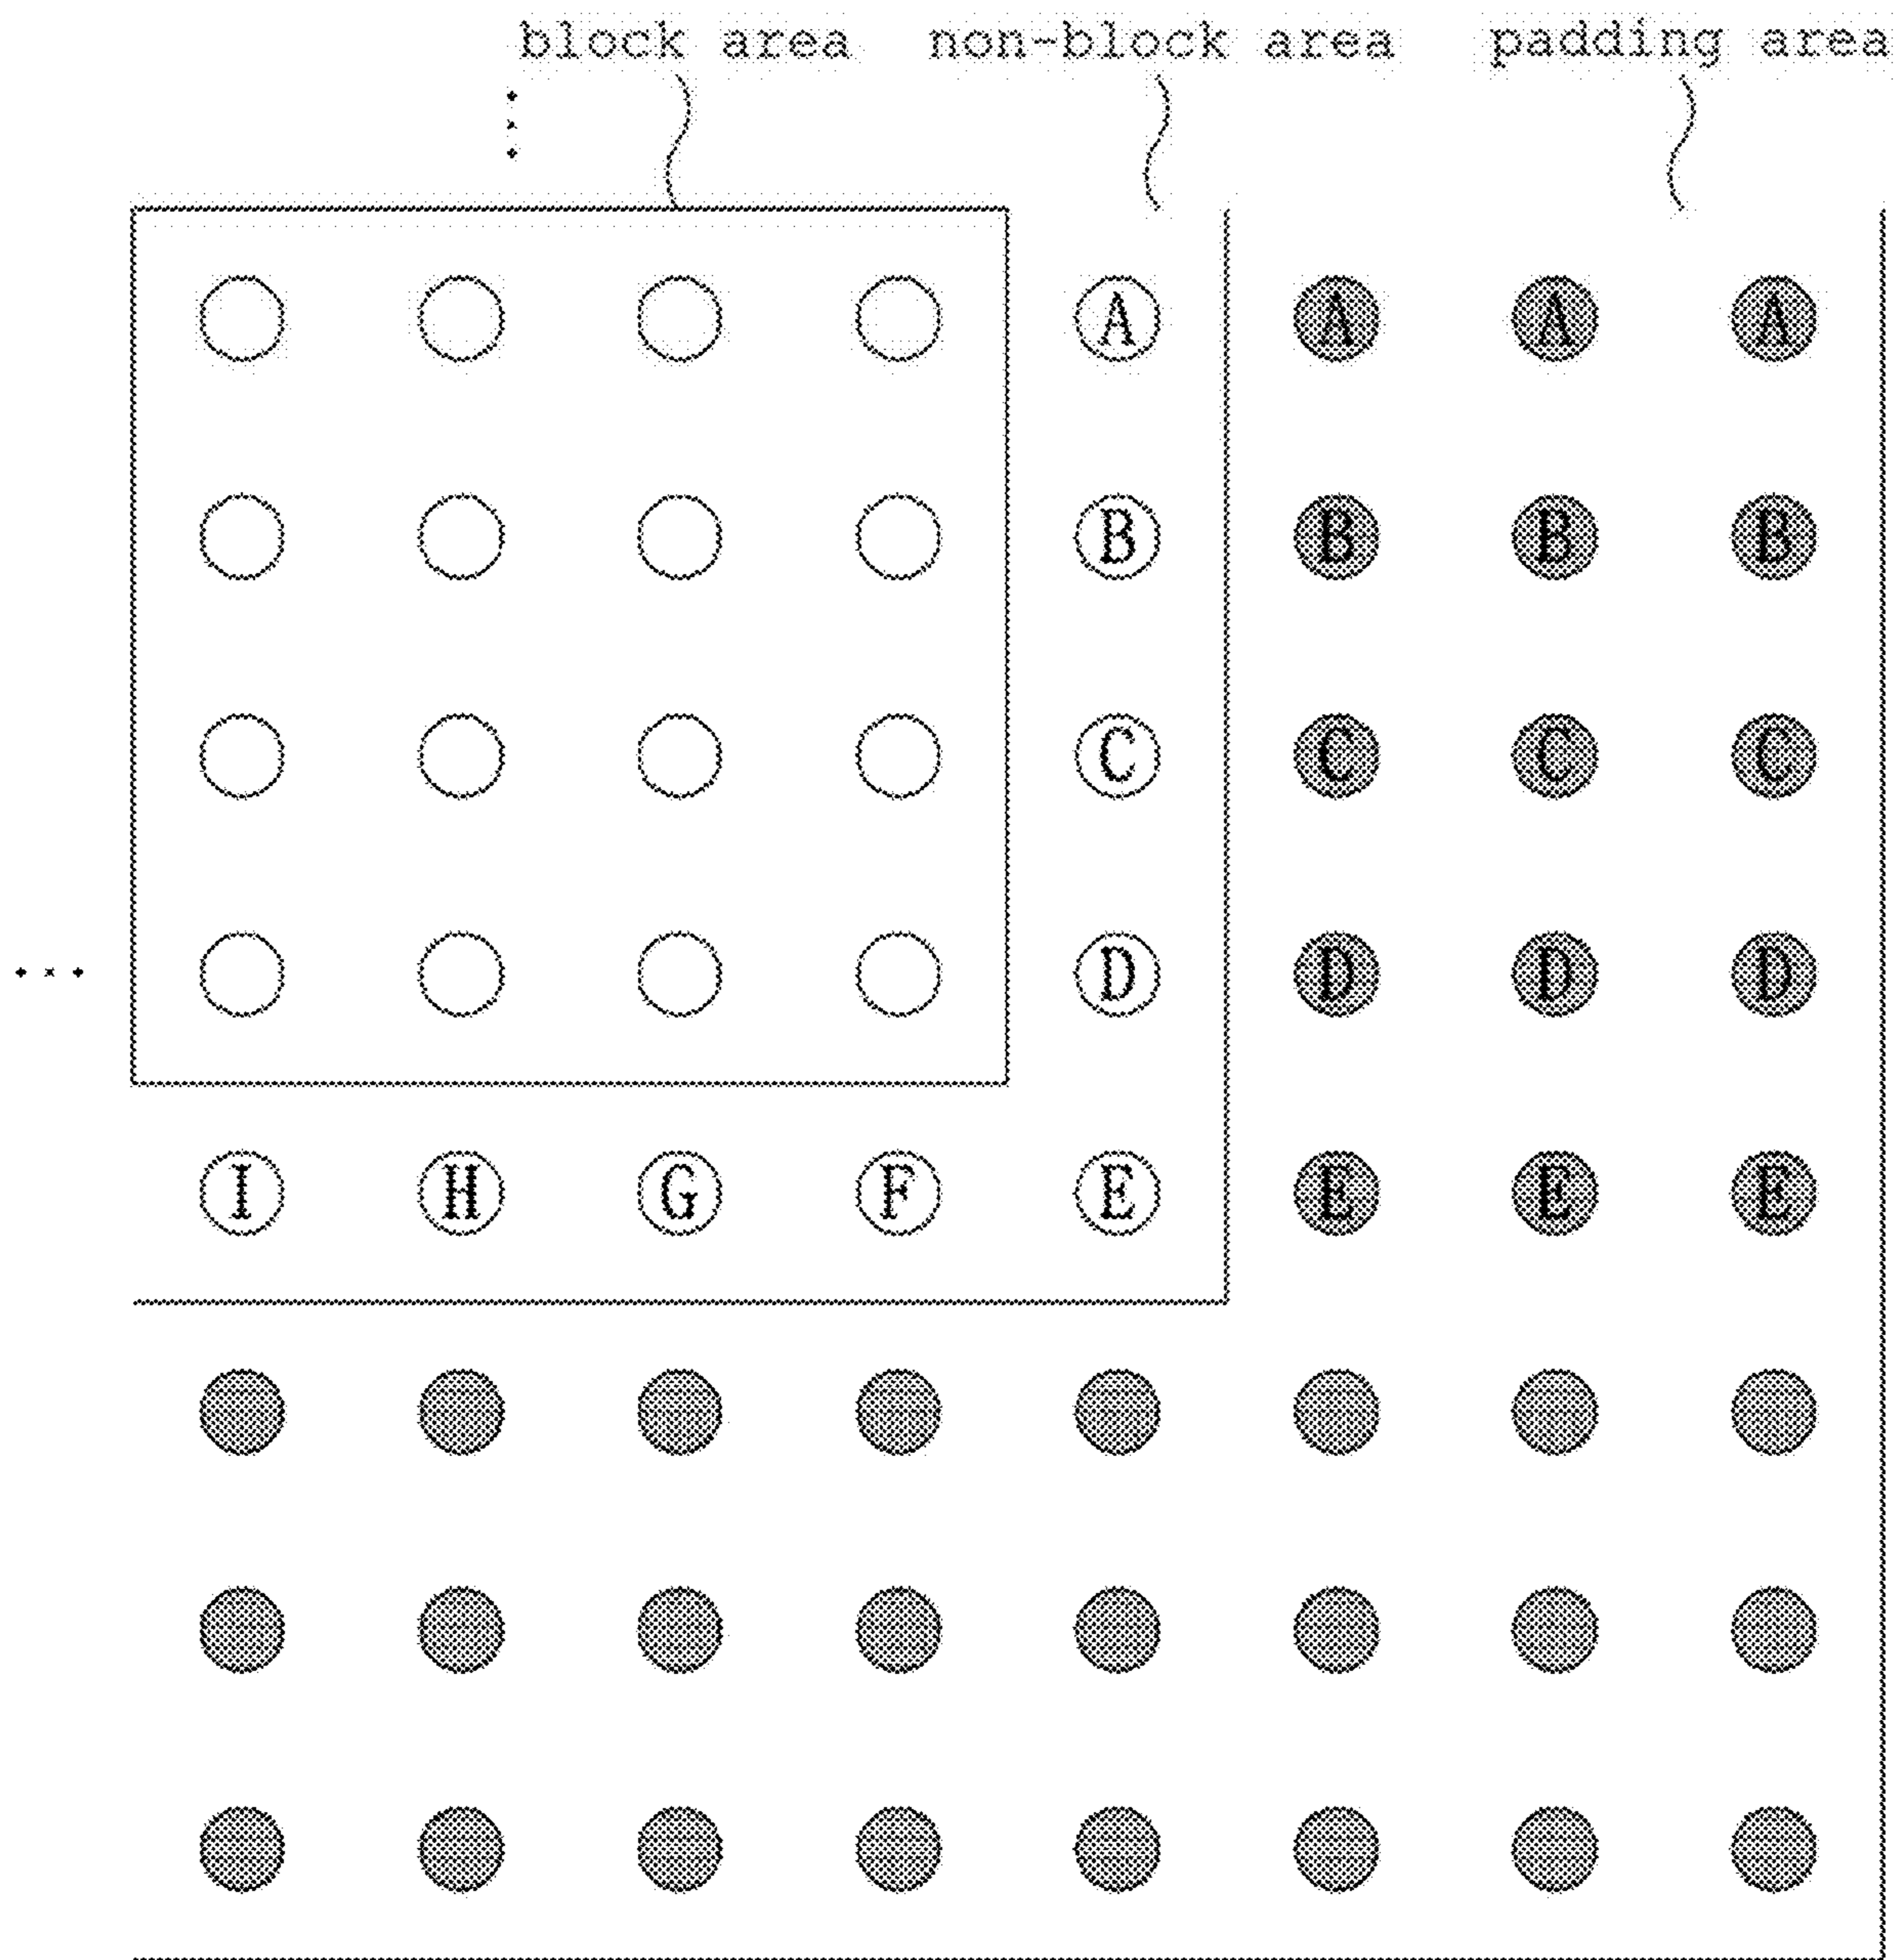 block area non-block area padding area
A A A A
B B B B
C C C C
D D D D
I H G F E E E E